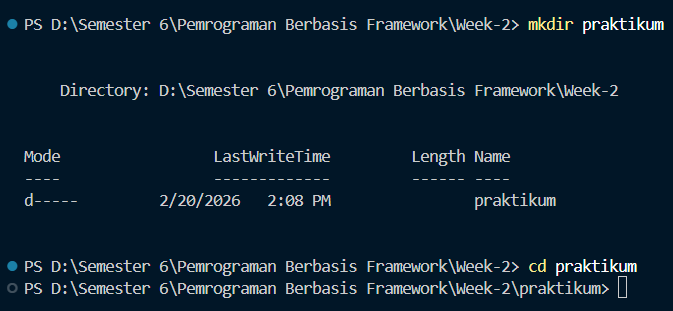 PS D:\Semester 6\Pemrograman Berbasis Framework\Week-2> mkdir praktikum
Directory: D:\Semester 6\Pemrograman Berbasis Framework\Week-2
Mode                 LastWriteTime         Length Name
----                 -------------         ------ ----
d-----         2/20/2026   2:08 PM                praktikum
PS D:\Semester 6\Pemrograman Berbasis Framework\Week-2> cd praktikum
PS D:\Semester 6\Pemrograman Berbasis Framework\Week-2\praktikum>